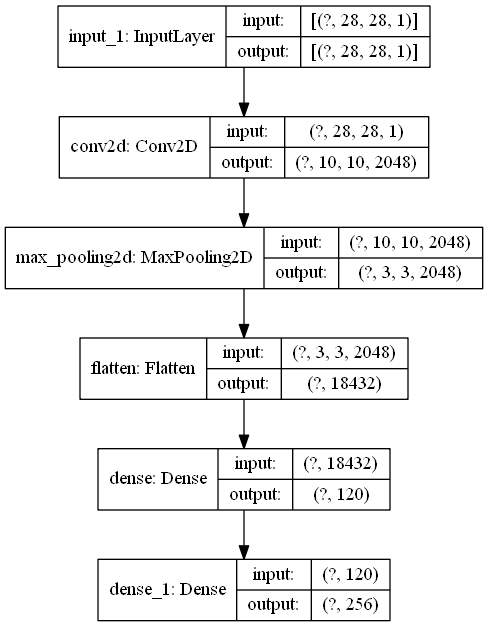 input_1: InputLayer
input: [(?, 28, 28, 1)]
output: [(?, 28, 28, 1)]
conv2d: Conv2D
input: (?, 28, 28, 1)
output: (?, 10, 10, 2048)
max_pooling2d: MaxPooling2D
input: (?, 10, 10, 2048)
output: (?, 3, 3, 2048)
flatten: Flatten
input: (?, 3, 3, 2048)
output: (?, 18432)
dense: Dense
input: (?, 18432)
output: (?, 120)
dense_1: Dense
input: (?, 120)
output: (?, 256)